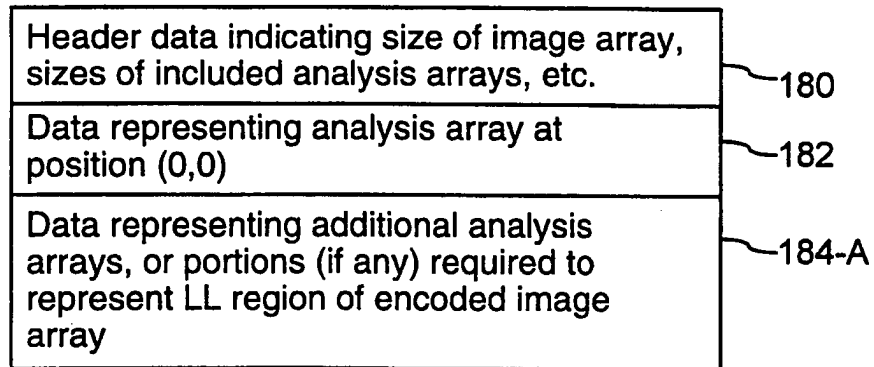 Header data indicating size of image array,
sizes of included analysis arrays, etc.
180
Data representing analysis array at
position (0,0)
182
Data representing additional analysis
arrays, or portions (if any) required to
represent LL region of encoded image
array
184-A